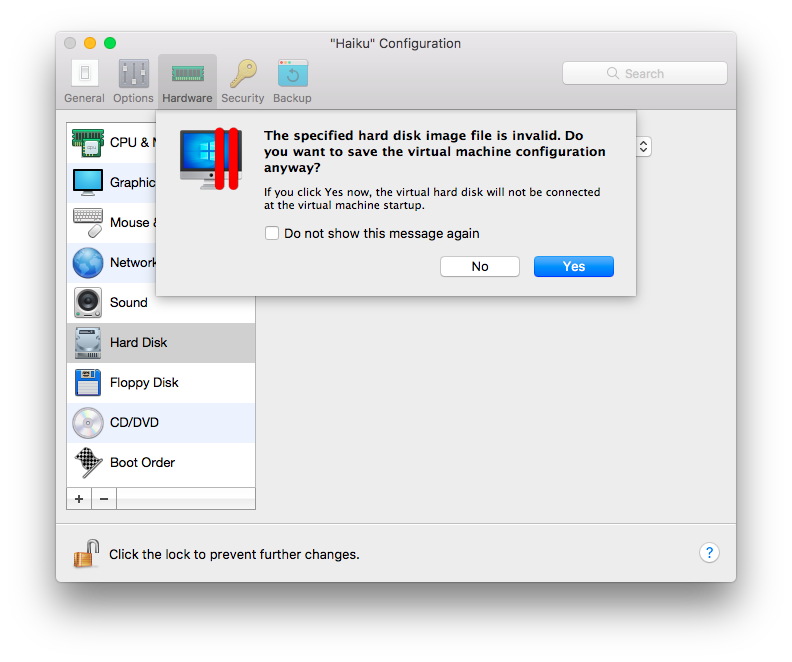 "Haiku" Configuration
General Options Hardware Security Backup
Search
The specified hard disk image file is invalid. Do
you want to save the virtual machine configuration
anyway?
If you click Yes now, the virtual hard disk will not be connected
at the virtual machine startup.
Do not show this message again
No
Yes
CPU &
Graphic
Mouse &
Network
Sound
Hard Disk
Floppy Disk
CD/DVD
Boot Order
+ −
Click the lock to prevent further changes.
?